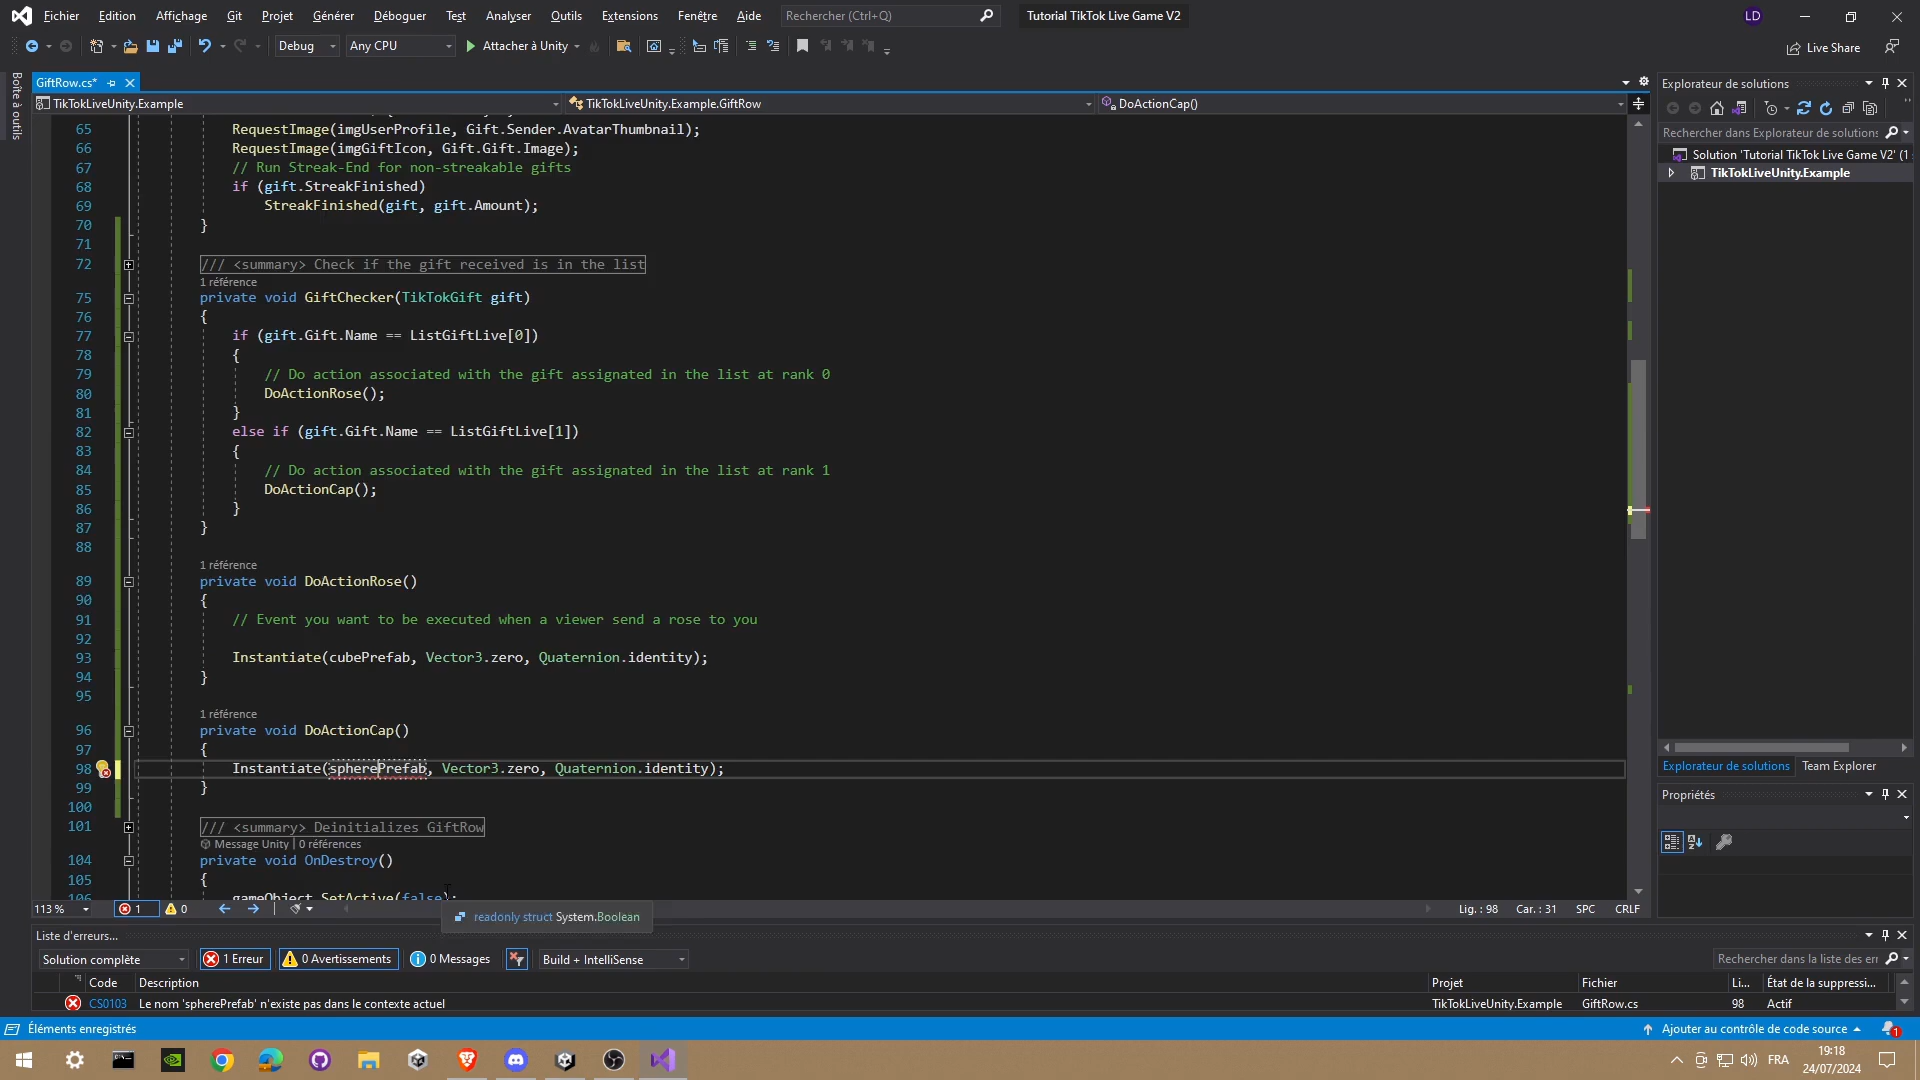 Fichier Edition Affichage Git Projet Générer Déboguer Test Analyser Outils Extensions Fenêtre Aide Rechercher (Ctrl+Q) Tutorial TikTok Live Game V2 LD
Debug Any CPU Attacher à Unity Live Share
Boîte à outils
GiftRow.cs*
TikTokLiveUnity.Example TikTokLiveUnity.Example.GiftRow DoActionCap()
65 RequestImage(imgUserProfile, Gift.Sender.AvatarThumbnail);
66 RequestImage(imgGiftIcon, Gift.Gift.Image);
67 // Run Streak-End for non-streakable gifts
68 if (gift.StreakFinished)
69 StreakFinished(gift, gift.Amount);
70 }
71
72 /// <summary> Check if the gift received is in the list
1 référence
75 private void GiftChecker(TikTokGift gift)
76 {
77 if (gift.Gift.Name == ListGiftLive[0])
78 {
79 // Do action associated with the gift assignated in the list at rank 0
80 DoActionRose();
81 }
82 else if (gift.Gift.Name == ListGiftLive[1])
83 {
84 // Do action associated with the gift assignated in the list at rank 1
85 DoActionCap();
86 }
87 }
88
1 référence
89 private void DoActionRose()
90 {
91 // Event you want to be executed when a viewer send a rose to you
92
93 Instantiate(cubePrefab, Vector3.zero, Quaternion.identity);
94 }
95
1 référence
96 private void DoActionCap()
97 {
98 Instantiate(spherePrefab, Vector3.zero, Quaternion.identity);
99 }
100
101 /// <summary> Deinitializes GiftRow
Message Unity | 0 références
104 private void OnDestroy()
105 {
106 gameObject.SetActive(false);
readonly struct System.Boolean
113 % 1 0 Lig. : 98 Car. : 31 SPC CRLF
Explorateur de solutions
Rechercher dans Explorateur de solutions
Solution 'Tutorial TikTok Live Game V2' (1
TikTokLiveUnity.Example
Explorateur de solutions Team Explorer
Propriétés
Liste d'erreurs...
Solution complète 1 Erreur 0 Avertissements 0 Messages Build + IntelliSense Rechercher dans la liste des err
Code Description Projet Fichier Li... État de la suppressi...
CS0103 Le nom 'spherePrefab' n'existe pas dans le contexte actuel TikTokLiveUnity.Example GiftRow.cs 98 Actif
Éléments enregistrés Ajouter au contrôle de code source 1
FRA 19:18
24/07/2024